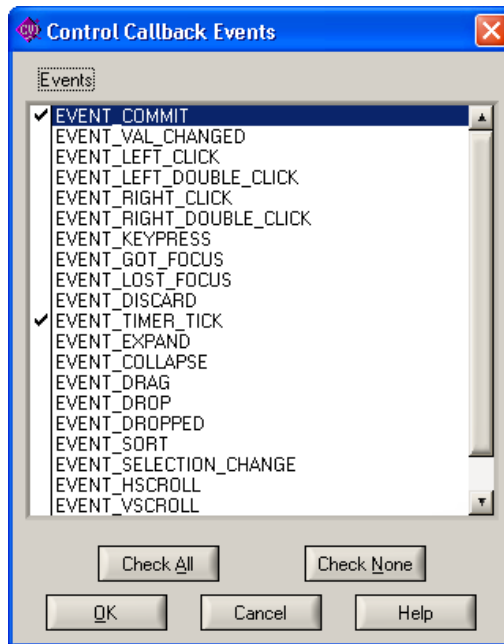 CVI Control Callback Events
Events
EVENT_COMMIT
EVENT_VAL_CHANGED
EVENT_LEFT_CLICK
EVENT_LEFT_DOUBLE_CLICK
EVENT_RIGHT_CLICK
EVENT_RIGHT_DOUBLE_CLICK
EVENT_KEYPRESS
EVENT_GOT_FOCUS
EVENT_LOST_FOCUS
EVENT_DISCARD
EVENT_TIMER_TICK
EVENT_EXPAND
EVENT_COLLAPSE
EVENT_DRAG
EVENT_DROP
EVENT_DROPPED
EVENT_SORT
EVENT_SELECTION_CHANGE
EVENT_HSCROLL
EVENT_VSCROLL
Check All Check None
OK Cancel Help